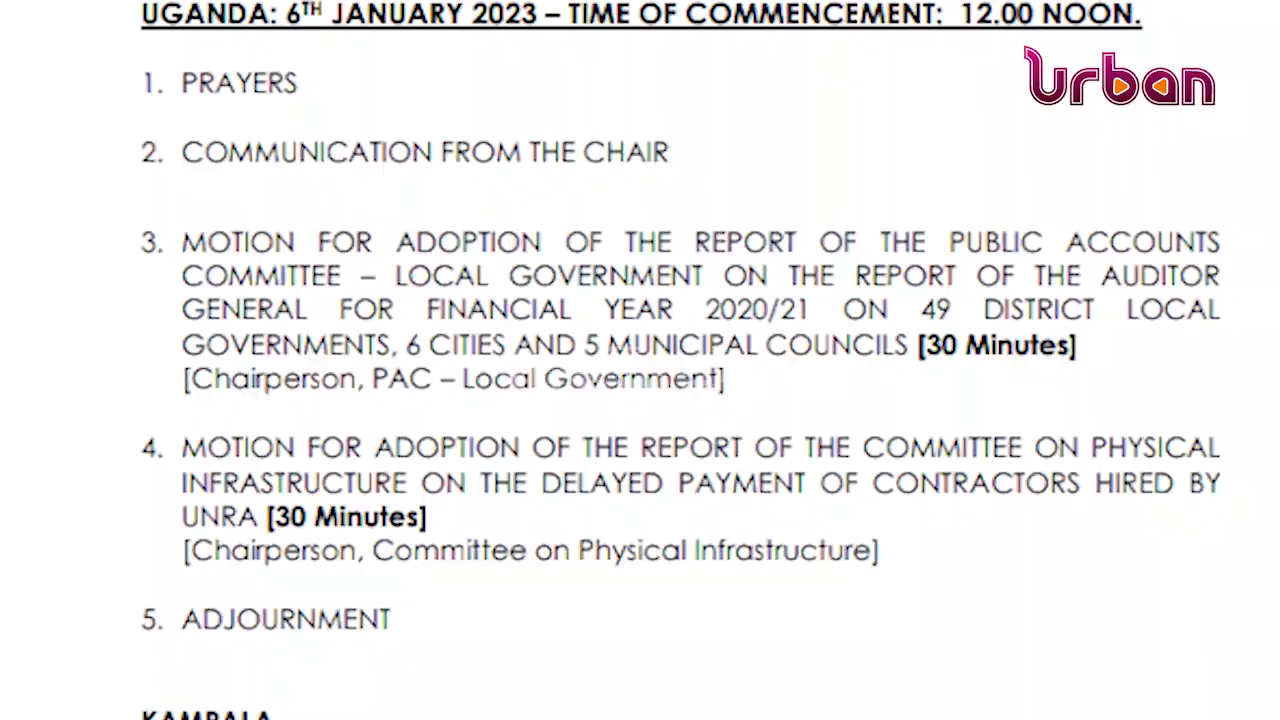 UGANDA: 6TH JANUARY 2023 – TIME OF COMMENCEMENT: 12.00 NOON.
urban
1. PRAYERS
2. COMMUNICATION FROM THE CHAIR
3. MOTION FOR ADOPTION OF THE REPORT OF THE PUBLIC ACCOUNTS
COMMITTEE – LOCAL GOVERNMENT ON THE REPORT OF THE AUDITOR
GENERAL FOR FINANCIAL YEAR 2020/21 ON 49 DISTRICT LOCAL
GOVERNMENTS, 6 CITIES AND 5 MUNICIPAL COUNCILS [30 Minutes]
[Chairperson, PAC – Local Government]
4. MOTION FOR ADOPTION OF THE REPORT OF THE COMMITTEE ON PHYSICAL
INFRASTRUCTURE ON THE DELAYED PAYMENT OF CONTRACTORS HIRED BY
UNRA [30 Minutes]
[Chairperson, Committee on Physical Infrastructure]
5. ADJOURNMENT
KAMPALA